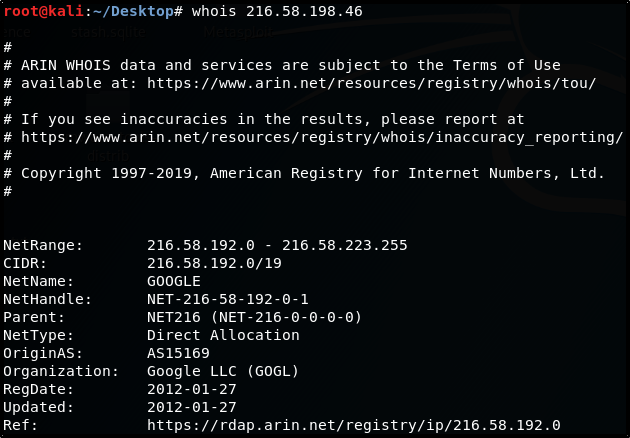 root@kali:~/Desktop# whois 216.58.198.46
#
# ARIN WHOIS data and services are subject to the Terms of Use
# available at: https://www.arin.net/resources/registry/whois/tou/
#
# If you see inaccuracies in the results, please report at
# https://www.arin.net/resources/registry/whois/inaccuracy_reporting/
#
# Copyright 1997-2019, American Registry for Internet Numbers, Ltd.
#
NetRange:       216.58.192.0 - 216.58.223.255
CIDR:           216.58.192.0/19
NetName:        GOOGLE
NetHandle:      NET-216-58-192-0-1
Parent:         NET216 (NET-216-0-0-0-0)
NetType:        Direct Allocation
OriginAS:       AS15169
Organization:   Google LLC (GOGL)
RegDate:        2012-01-27
Updated:        2012-01-27
Ref:            https://rdap.arin.net/registry/ip/216.58.192.0